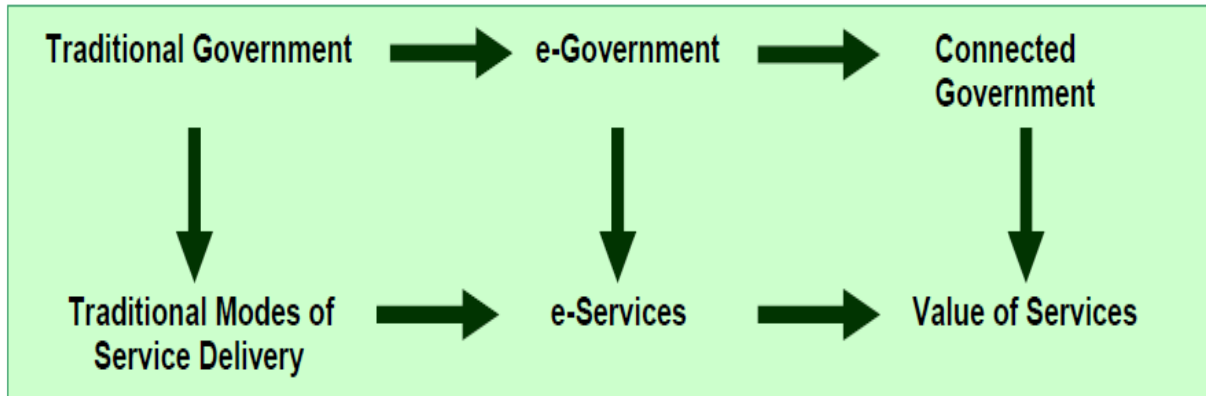 Traditional Government
e-Government
Connected
Government
Traditional Modes of
Service Delivery
e-Services
Value of Services